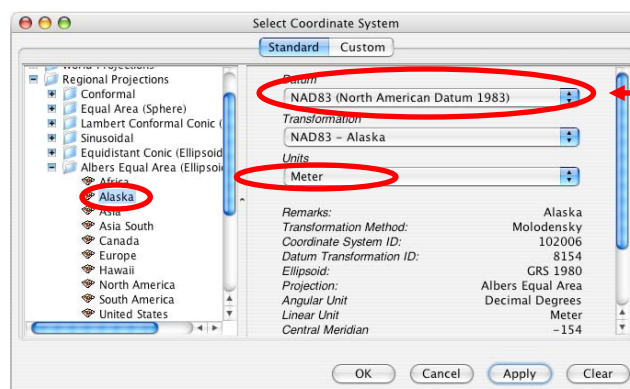 Select Coordinate System
Standard Custom
World Projections
Regional Projections
Conformal
Equal Area (Sphere)
Lambert Conformal Conic (
Sinusoidal
Equidistant Conic (Ellipsoid
Albers Equal Area (Ellipsoi
Africa
Alaska
Asia
Asia South
Canada
Europe
Hawaii
North America
South America
United States
Datum
NAD83 (North American Datum 1983)
Transformation
NAD83 - Alaska
Units
Meter
Remarks: Alaska
Transformation Method: Molodensky
Coordinate System ID: 102006
Datum Transformation ID: 8154
Ellipsoid: GRS 1980
Projection: Albers Equal Area
Angular Unit Decimal Degrees
Linear Unit Meter
Central Meridian -154
OK Cancel Apply Clear